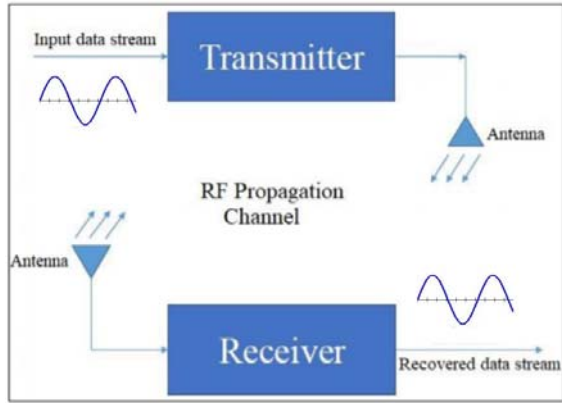 Input data stream
Transmitter
Antenna
RF Propagation
Channel
Antenna
Receiver
Recovered data stream